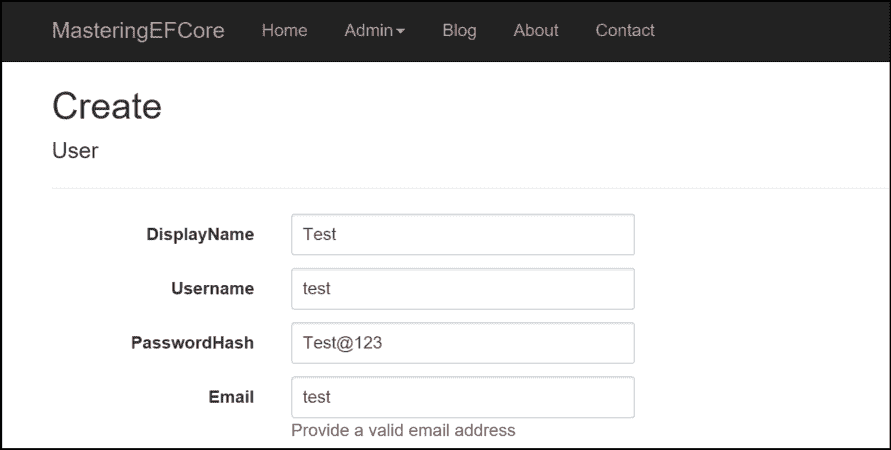 MasteringEFCore Home Admin Blog About Contact
Create
User
DisplayName Test
Username test
PasswordHash Test@123
Email test
Provide a valid email address